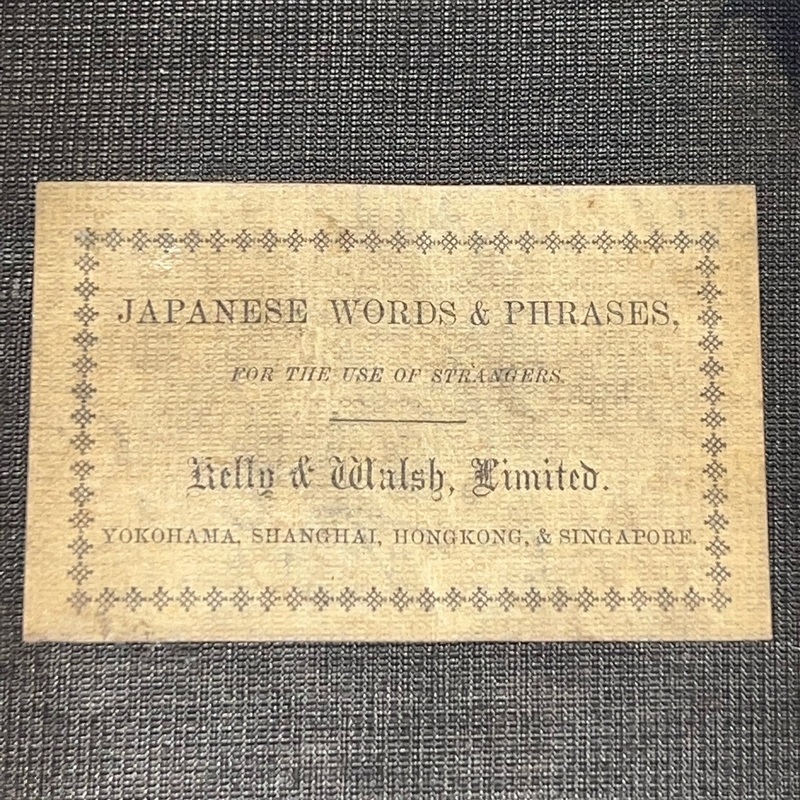 JAPANESE WORDS & PHRASES,
FOR THE USE OF STRANGERS.
Kelly & Walsh, Limited.
YOKOHAMA, SHANGHAI, HONGKONG, & SINGAPORE.